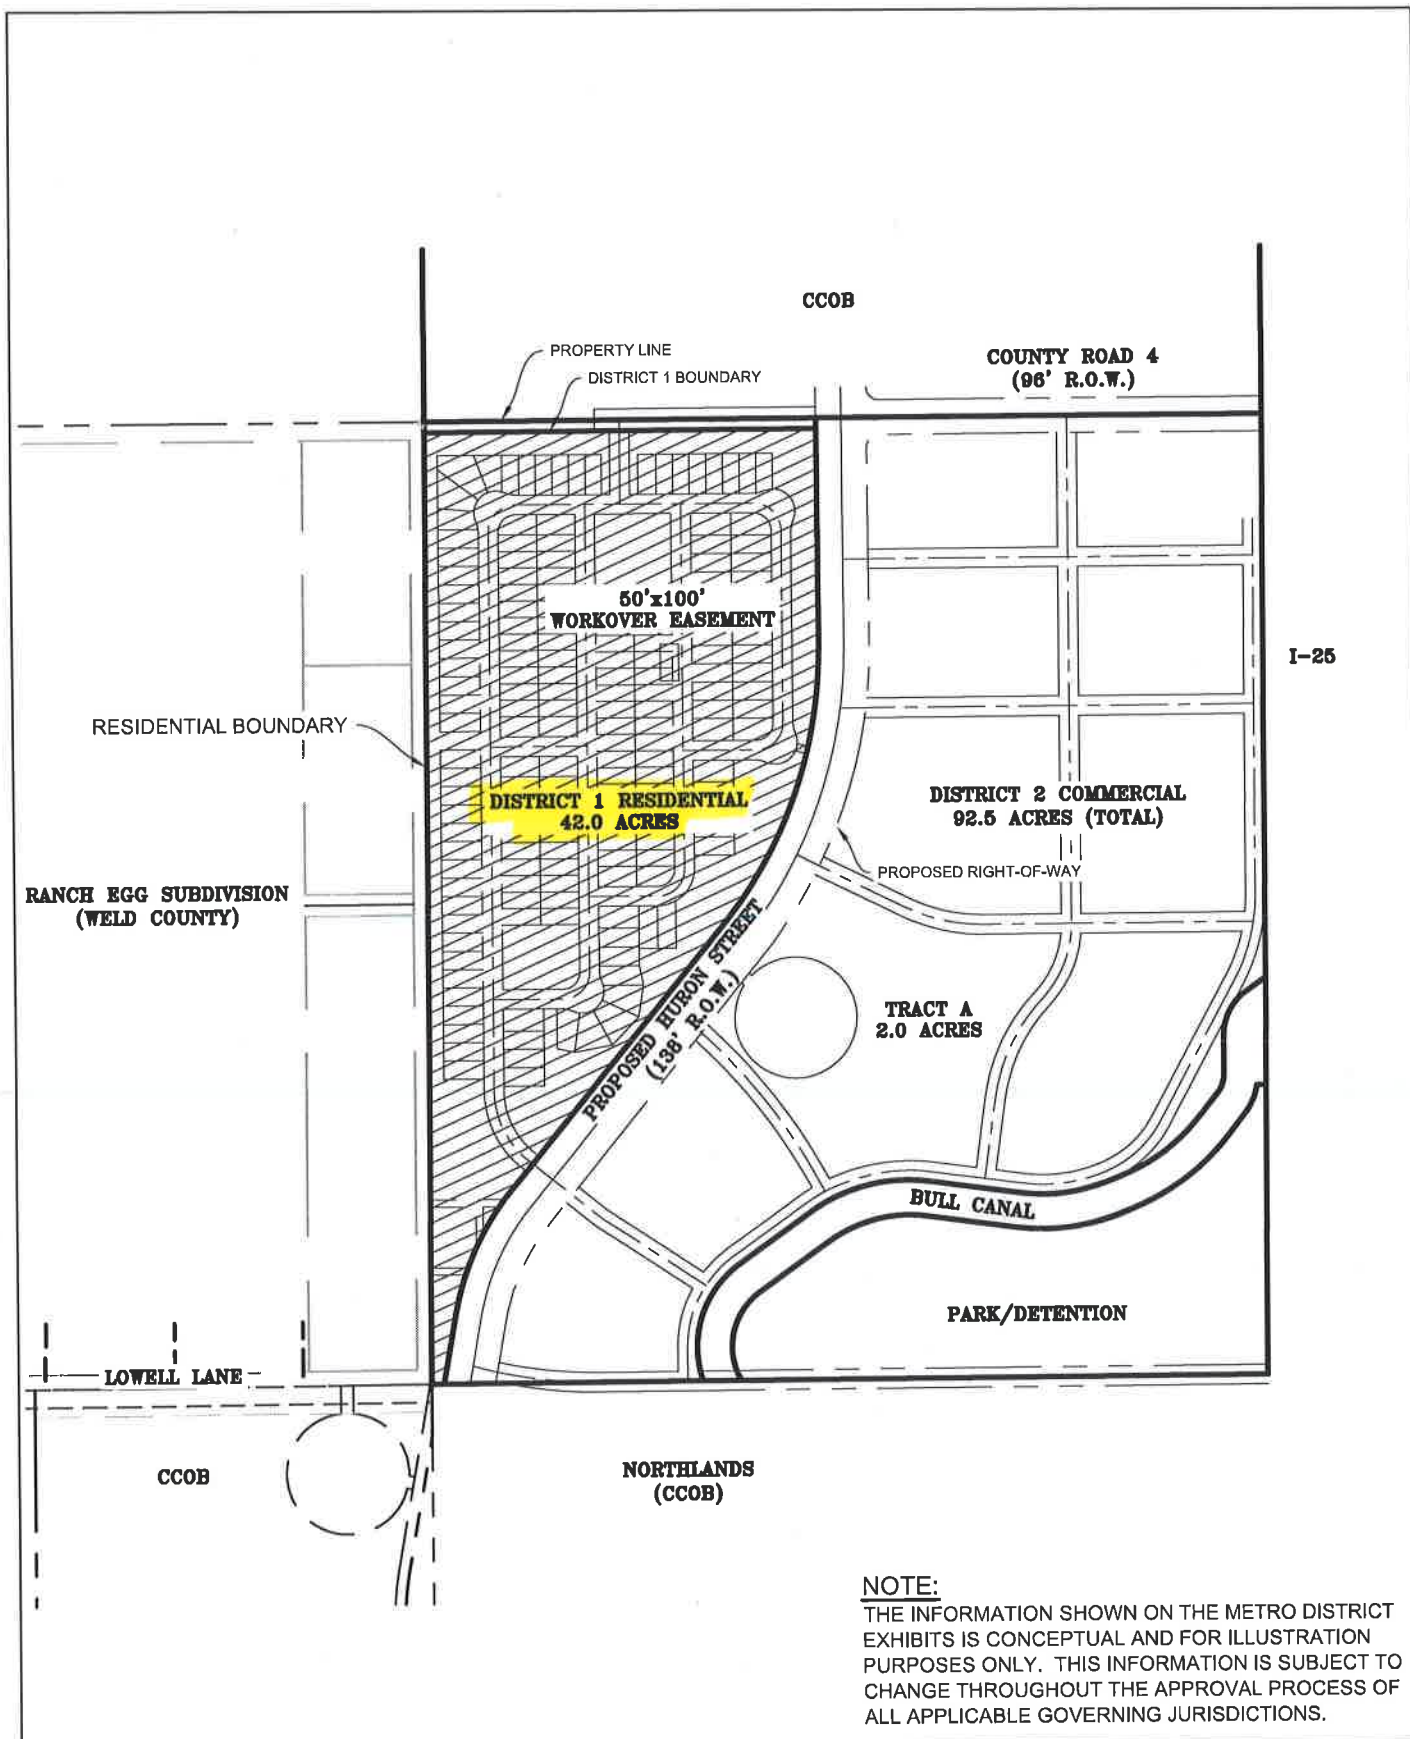 CCOB
PROPERTY LINE
DISTRICT 1 BOUNDARY
COUNTY ROAD 4
(96' R.O.W.)
50'x100'
WORKOVER EASEMENT
I-25
RESIDENTIAL BOUNDARY
DISTRICT 1 RESIDENTIAL
42.0 ACRES
DISTRICT 2 COMMERCIAL
92.5 ACRES (TOTAL)
PROPOSED RIGHT-OF-WAY
RANCH EGG SUBDIVISION
(WELD COUNTY)
PROPOSED HURON STREET
(136' R.O.W.)
TRACT A
2.0 ACRES
BULL CANAL
PARK/DETENTION
LOWELL LANE
CCOB
NORTHLANDS
(CCOB)
NOTE:
THE INFORMATION SHOWN ON THE METRO DISTRICT
EXHIBITS IS CONCEPTUAL AND FOR ILLUSTRATION
PURPOSES ONLY. THIS INFORMATION IS SUBJECT TO
CHANGE THROUGHOUT THE APPROVAL PROCESS OF
ALL APPLICABLE GOVERNING JURISDICTIONS.